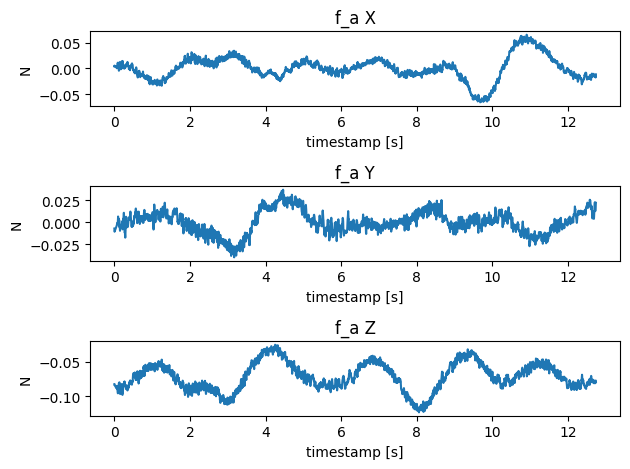 f_a X
0.05
0.00
−0.05
N
0 2 4 6 8 10 12
timestamp [s]
f_a Y
0.025
0.000
−0.025
N
0 2 4 6 8 10 12
timestamp [s]
f_a Z
−0.05
−0.10
N
0 2 4 6 8 10 12
timestamp [s]